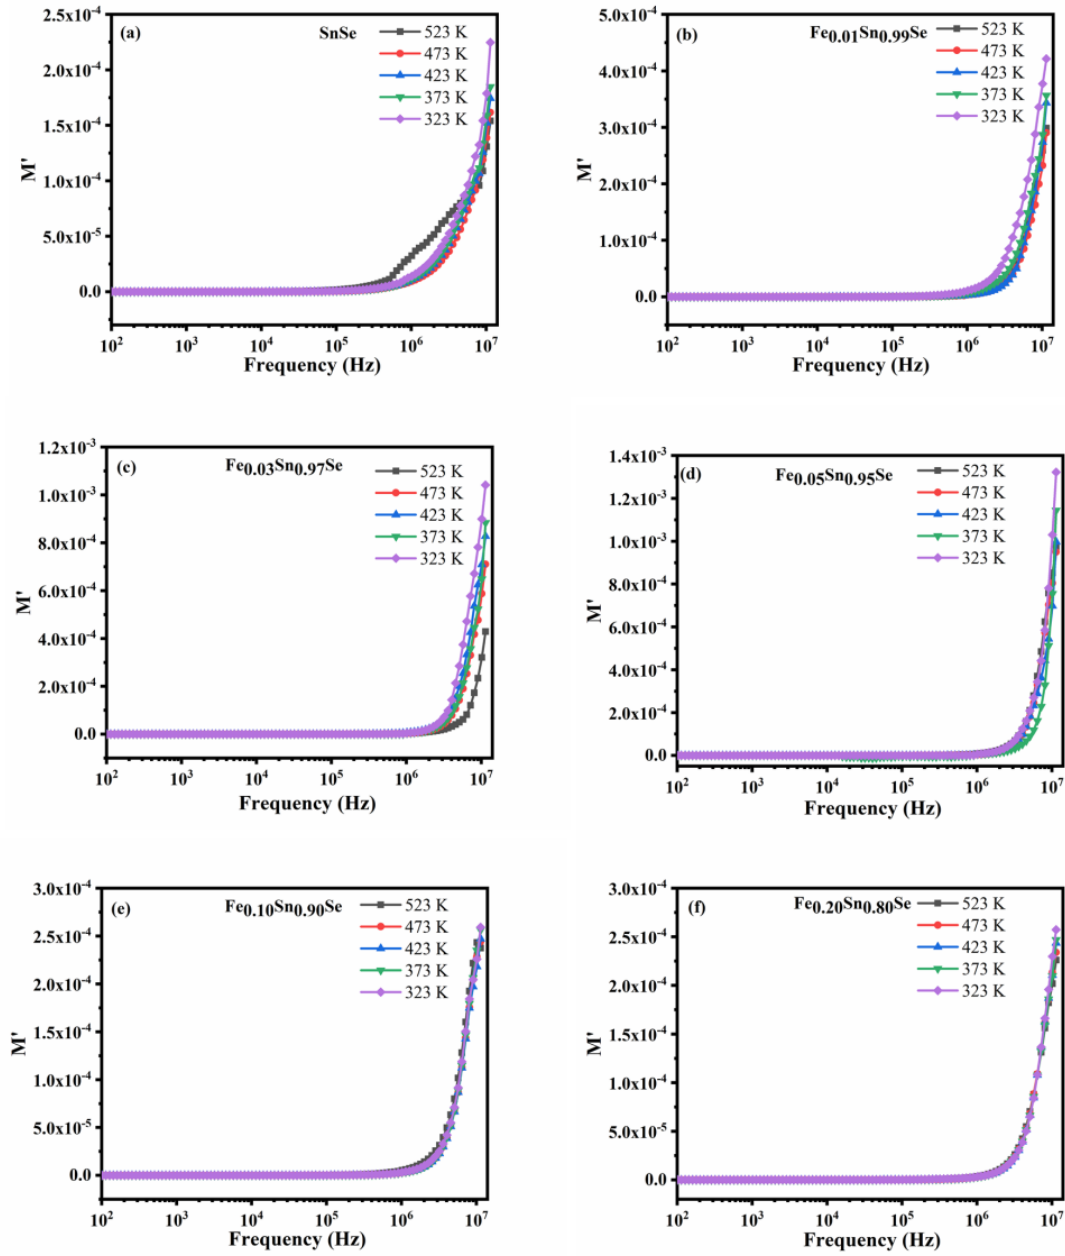 (a)
SnSe
523 K
473 K
423 K
373 K
323 K
2.5x10⁻⁴
2.0x10⁻⁴
1.5x10⁻⁴
1.0x10⁻⁴
5.0x10⁻⁵
0.0
M'
10² 10³ 10⁴ 10⁵ 10⁶ 10⁷
Frequency (Hz)
(b)
Fe₀.₀₁Sn₀.₉₉Se
523 K
473 K
423 K
373 K
323 K
5.0x10⁻⁴
4.0x10⁻⁴
3.0x10⁻⁴
2.0x10⁻⁴
1.0x10⁻⁴
0.0
M'
10² 10³ 10⁴ 10⁵ 10⁶ 10⁷
Frequency (Hz)
(c)
Fe₀.₀₃Sn₀.₉₇Se
523 K
473 K
423 K
373 K
323 K
1.2x10⁻³
1.0x10⁻³
8.0x10⁻⁴
6.0x10⁻⁴
4.0x10⁻⁴
2.0x10⁻⁴
0.0
M'
10² 10³ 10⁴ 10⁵ 10⁶ 10⁷
Frequency (Hz)
(d)
Fe₀.₀₅Sn₀.₉₅Se
523 K
473 K
423 K
373 K
323 K
1.4x10⁻³
1.2x10⁻³
1.0x10⁻³
8.0x10⁻⁴
6.0x10⁻⁴
4.0x10⁻⁴
2.0x10⁻⁴
0.0
M'
10² 10³ 10⁴ 10⁵ 10⁶ 10⁷
Frequency (Hz)
(e)
Fe₀.₁₀Sn₀.₉₀Se
523 K
473 K
423 K
373 K
323 K
3.0x10⁻⁴
2.5x10⁻⁴
2.0x10⁻⁴
1.5x10⁻⁴
1.0x10⁻⁴
5.0x10⁻⁵
0.0
M'
10² 10³ 10⁴ 10⁵ 10⁶ 10⁷
Frequency (Hz)
(f)
Fe₀.₂₀Sn₀.₈₀Se
523 K
473 K
423 K
373 K
323 K
3.0x10⁻⁴
2.5x10⁻⁴
2.0x10⁻⁴
1.5x10⁻⁴
1.0x10⁻⁴
5.0x10⁻⁵
0.0
M'
10² 10³ 10⁴ 10⁵ 10⁶ 10⁷
Frequency (Hz)